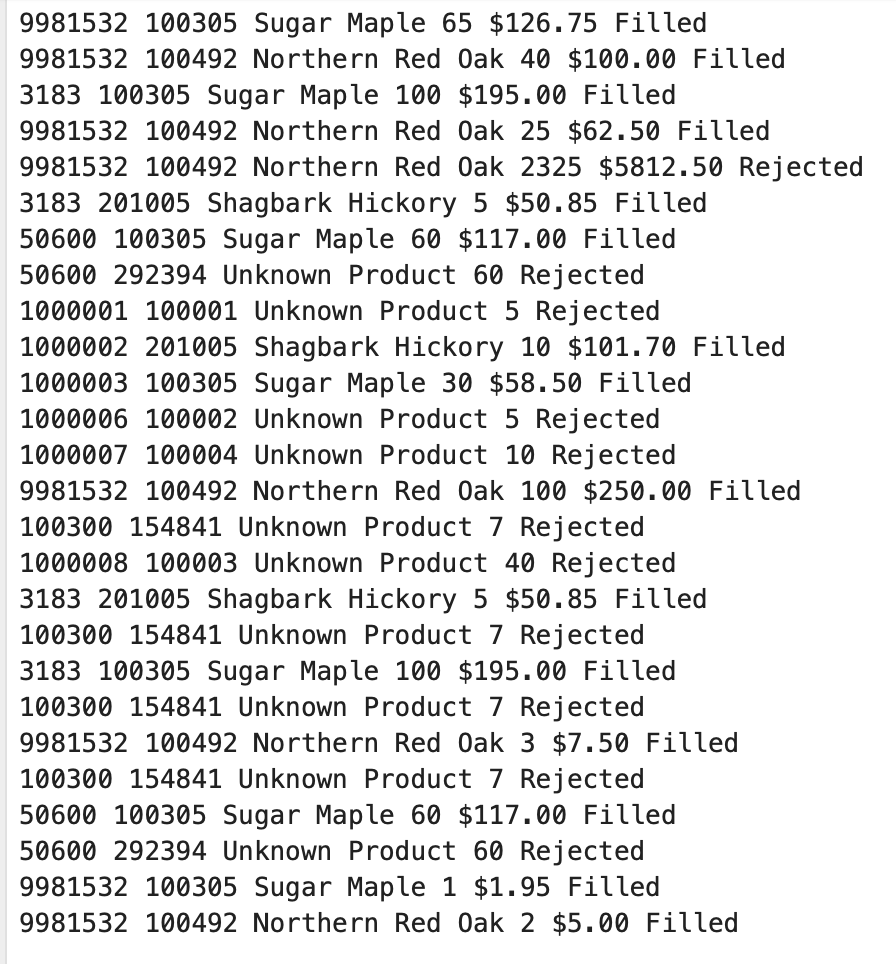 9981532 100305 Sugar Maple 65 $126.75 Filled
9981532 100492 Northern Red Oak 40 $100.00 Filled
3183 100305 Sugar Maple 100 $195.00 Filled
9981532 100492 Northern Red Oak 25 $62.50 Filled
9981532 100492 Northern Red Oak 2325 $5812.50 Rejected
3183 201005 Shagbark Hickory 5 $50.85 Filled
50600 100305 Sugar Maple 60 $117.00 Filled
50600 292394 Unknown Product 60 Rejected
1000001 100001 Unknown Product 5 Rejected
1000002 201005 Shagbark Hickory 10 $101.70 Filled
1000003 100305 Sugar Maple 30 $58.50 Filled
1000006 100002 Unknown Product 5 Rejected
1000007 100004 Unknown Product 10 Rejected
9981532 100492 Northern Red Oak 100 $250.00 Filled
100300 154841 Unknown Product 7 Rejected
1000008 100003 Unknown Product 40 Rejected
3183 201005 Shagbark Hickory 5 $50.85 Filled
100300 154841 Unknown Product 7 Rejected
3183 100305 Sugar Maple 100 $195.00 Filled
100300 154841 Unknown Product 7 Rejected
9981532 100492 Northern Red Oak 3 $7.50 Filled
100300 154841 Unknown Product 7 Rejected
50600 100305 Sugar Maple 60 $117.00 Filled
50600 292394 Unknown Product 60 Rejected
9981532 100305 Sugar Maple 1 $1.95 Filled
9981532 100492 Northern Red Oak 2 $5.00 Filled